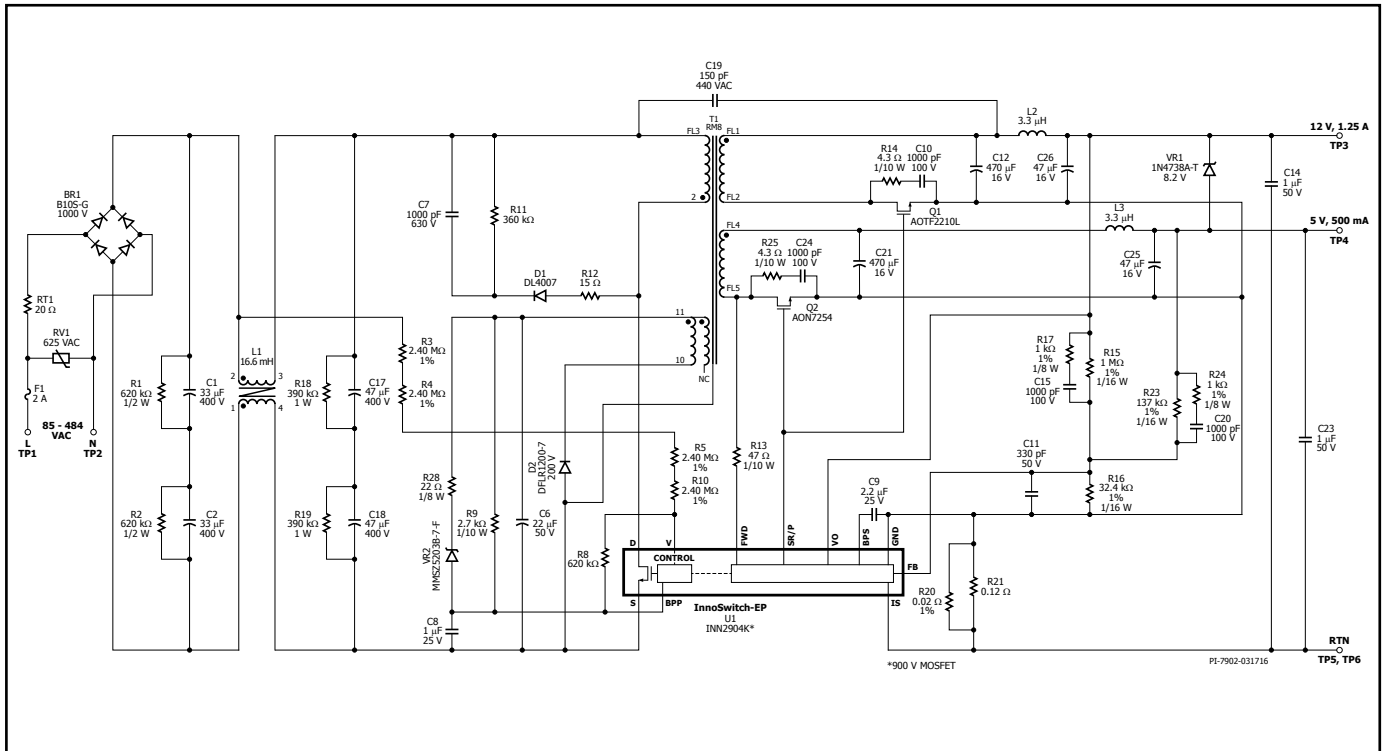 C19
150 pF
440 VAC
T1
RM8
FL3
FL1
2
FL2
L2
3.3 µH
12 V, 1.25 A
TP3
R14
4.3 Ω
1/10 W
C10
1000 pF
100 V
C12
470 µF
16 V
C26
47 µF
16 V
VR1
1N4738A-T
8.2 V
C14
1 µF
50 V
BR1
B10S-G
1000 V
C7
1000 pF
630 V
R11
360 kΩ
Q1
AOTF2210L
L3
3.3 µH
5 V, 500 mA
TP4
FL4
FL5
R25
4.3 Ω
1/10 W
C24
1000 pF
100 V
C21
470 µF
16 V
C25
47 µF
16 V
D1
DL4007
R12
15 Ω
Q2
AON7254
RT1
20 Ω
RV1
625 VAC
F1
2 A
85 - 484
VAC
L
TP1
N
TP2
L1
16.6 mH
2
3
1
4
R1
620 kΩ
1/2 W
C1
33 µF
400 V
R18
390 kΩ
1 W
C17
47 µF
400 V
R3
2.40 MΩ
1%
R4
2.40 MΩ
1%
11
10
NC
R17
1 kΩ
1%
1/8 W
C15
1000 pF
100 V
R15
1 MΩ
1%
1/16 W
R23
137 kΩ
1%
1/16 W
R24
1 kΩ
1%
1/8 W
C20
1000 pF
100 V
C23
1 µF
50 V
R2
620 kΩ
1/2 W
C2
33 µF
400 V
R19
390 kΩ
1 W
C18
47 µF
400 V
R28
22 Ω
1/8 W
VR2
MMSZ5203B-7-F
R9
2.7 kΩ
1/10 W
C6
22 µF
50 V
D2
DFLR1200-7
200 V
R5
2.40 MΩ
1%
R10
2.40 MΩ
1%
R13
47 Ω
1/10 W
C11
330 pF
50 V
C9
2.2 µF
25 V
R16
32.4 kΩ
1%
1/16 W
R8
620 kΩ
C8
1 µF
25 V
D
V
FWD
SR/P
VO
BPS
GND
CONTROL
FB
S
BPP
IS
InnoSwitch-EP
U1
INN2904K*
R20
0.02 Ω
1%
R21
0.12 Ω
*900 V MOSFET
PI-7902-031716
RTN
TP5, TP6